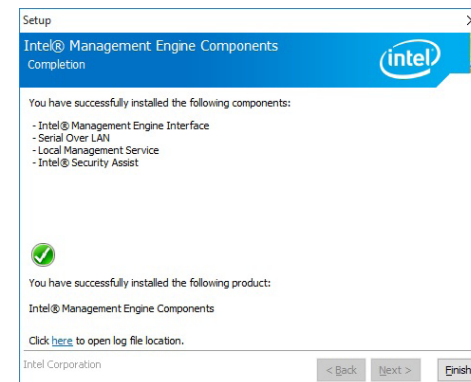 Setup
Intel® Management Engine Components
Completion
intel
You have successfully installed the following components:
- Intel® Management Engine Interface
- Serial Over LAN
- Local Management Service
- Intel® Security Assist
You have successfully installed the following product:
Intel® Management Engine Components
Click here to open log file location.
Intel Corporation
< Back Next > Finish